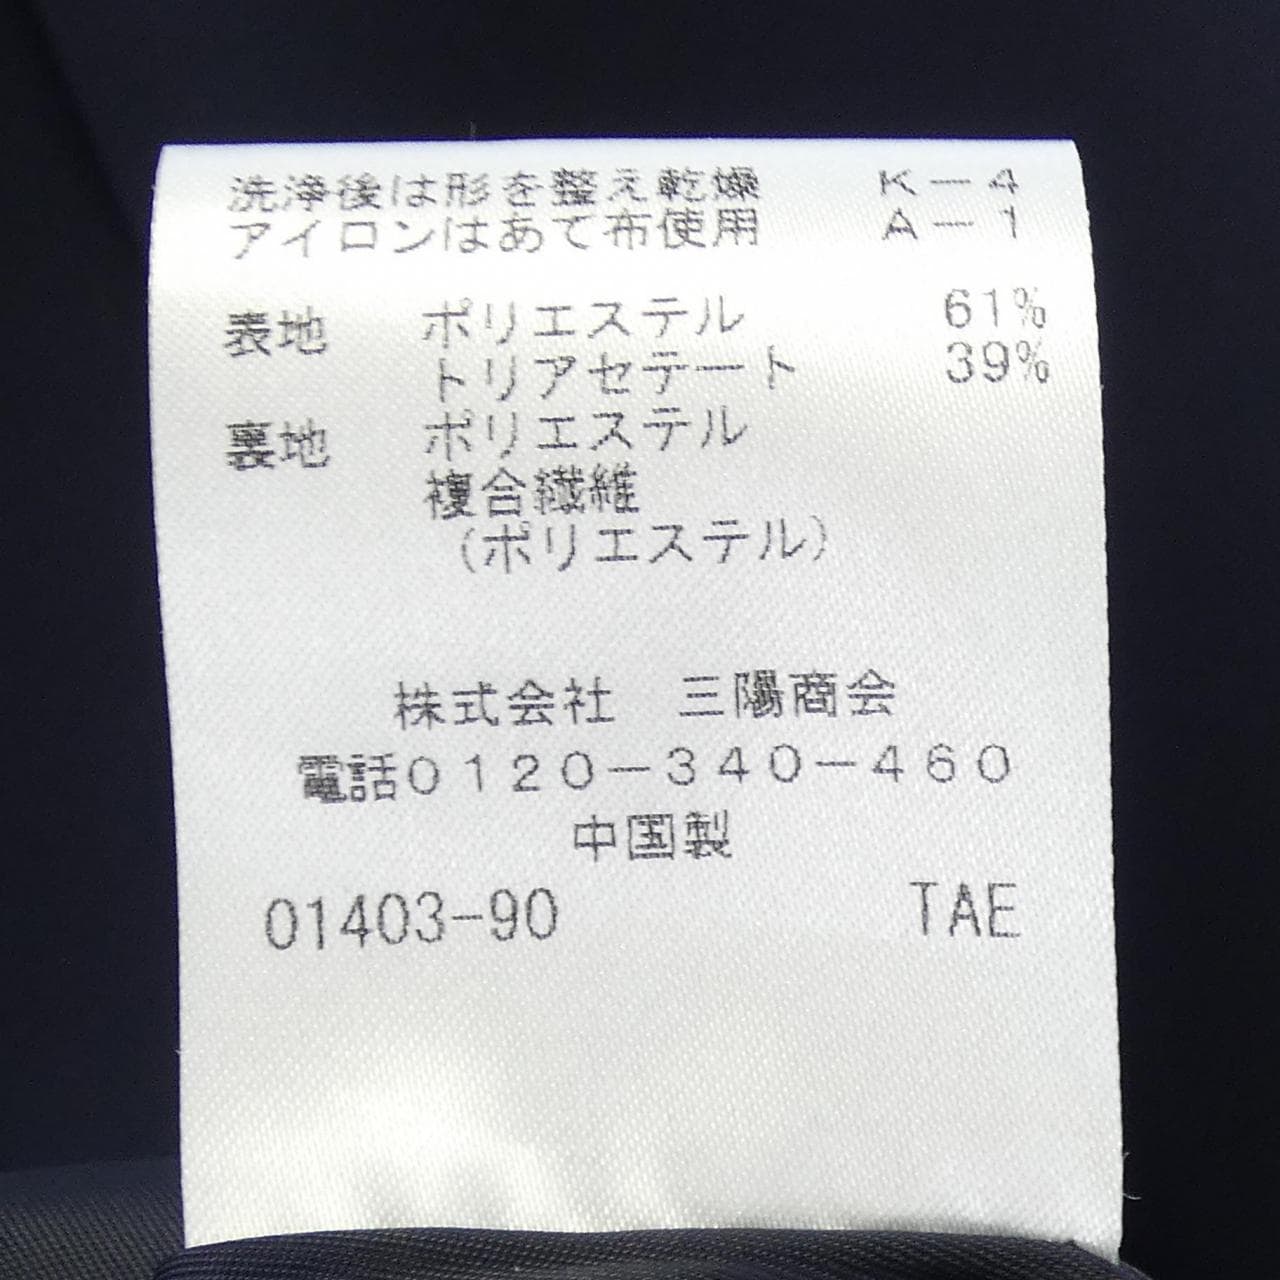 洗浄後は形を整え乾燥 K-4
アイロンはあて布使用 A-1
表地 ポリエステル 61%
トリアセテート 39%
裏地 ポリエステル
複合繊維
(ポリエステル)
株式会社 三陽商会
電話0120-340-460
中国製
01403-90 TAE